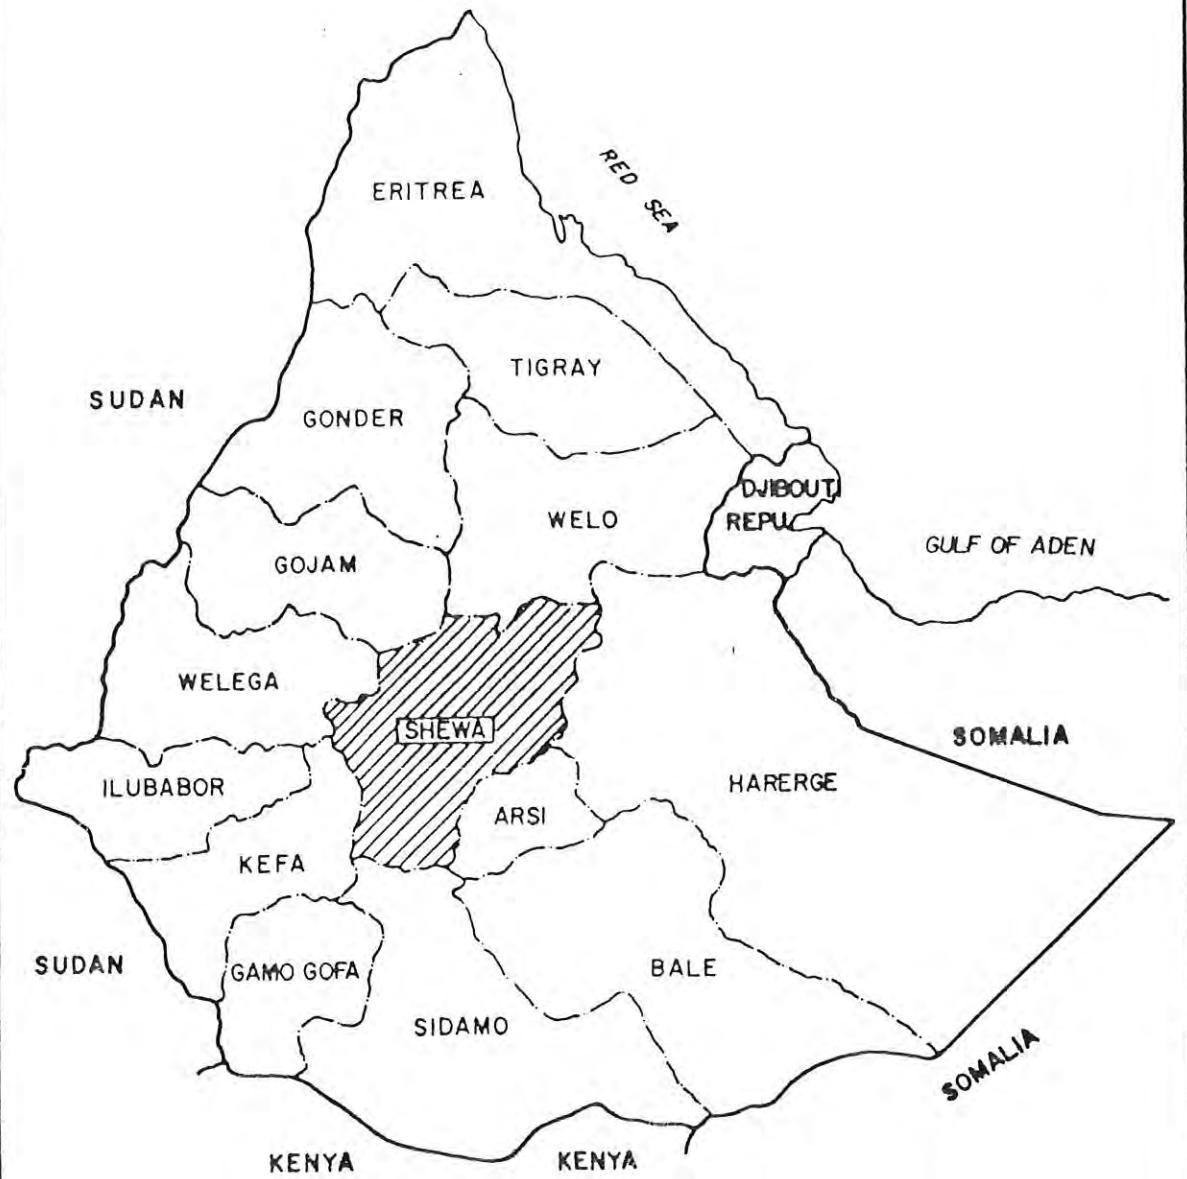 RED SEA
ERITREA
TIGRAY
SUDAN
GONDER
DJIBOUTI
REPU.
WELO
GULF OF ADEN
GOJAM
WELEGA
SHEWA
SOMALIA
ILUBABOR
HARERGE
ARSI
KEFA
SUDAN
GAMO GOFA
BALE
SIDAMO
SOMALIA
KENYA
KENYA